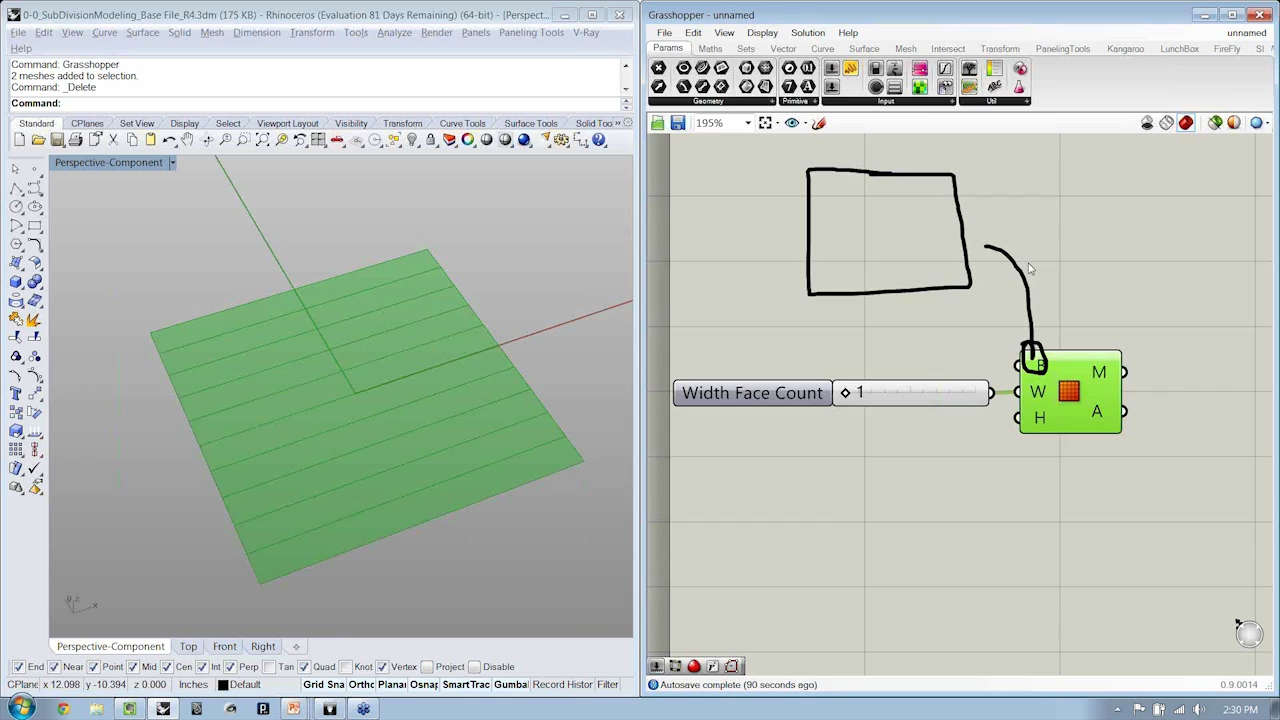 0-0_SubDivisionModeling_Base File_R4.3dm (175 KB) - Rhinoceros (Evaluation 81 Days Remaining) (64-bit) - [Perspect...
File Edit View Curve Surface Solid Mesh Dimension Transform Tools Analyze Render Panels Paneling Tools V-Ray
Help
Command: Grasshopper
2 meshes added to selection.
Command: _Delete
Command:
Standard CPlanes Set View Display Select Viewport Layout Visibility Transform Curve Tools Surface Tools Solid Too
Perspective-Component
y z
x
Perspective-Component Top Front Right
End Near Point Mid Cen Int Perp Tan Quad Knot Vertex Project Disable
CPlane x 12.098 y -10.394 z 0.000 Inches Default Grid Sna Ortho Planar Osnap SmartTrac Gumba Record Histor Filter
Grasshopper - unnamed
File Edit View Display Solution Help unnamed
Params Maths Sets Vector Curve Surface Mesh Intersect Transform PanelingTools Kangaroo LunchBox FireFly
Geometry Primitive Input Util
195%
Width Face Count 1
B
W
H
M
A
Autosave complete (90 seconds ago) 0.9.0014
2:30 PM